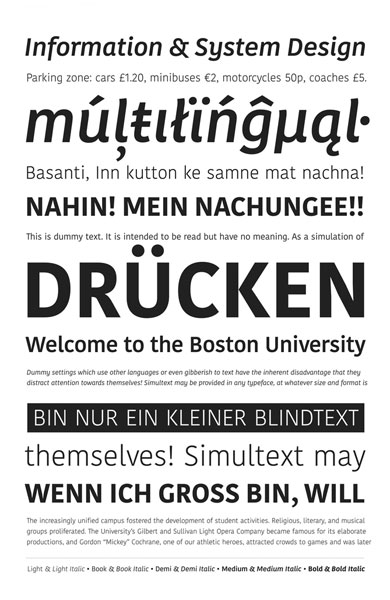 Information & System Design
Parking zone: cars £1.20, minibuses €2, motorcycles 50p, coaches £5.
múļŧıłïńĝµąŀ
Basanti, Inn kutton ke samne mat nachna!
NAHIN! MEIN NACHUNGEE!!
This is dummy text. It is intended to be read but have no meaning. As a simulation of
DRÜCKEN
Welcome to the Boston University
Dummy settings which use other languages or even gibberish to text have the inherent disadvantage that they
distract attention towards themselves! Simultext may be provided in any typeface, at whatever size and format is
BIN NUR EIN KLEINER BLINDTEXT
themselves! Simultext may
WENN ICH GROSS BIN, WILL
The increasingly unified campus fostered the development of student activities. Religious, literary, and musical
groups proliferated. The University's Gilbert and Sullivan Light Opera Company became famous for its elaborate
productions, and Gordon “Mickey” Cochrane, one of our athletic heroes, attracted crowds to games and was later
Light & Light Italic • Book & Book Italic • Demi & Demi Italic • Medium & Medium Italic • Bold & Bold Italic